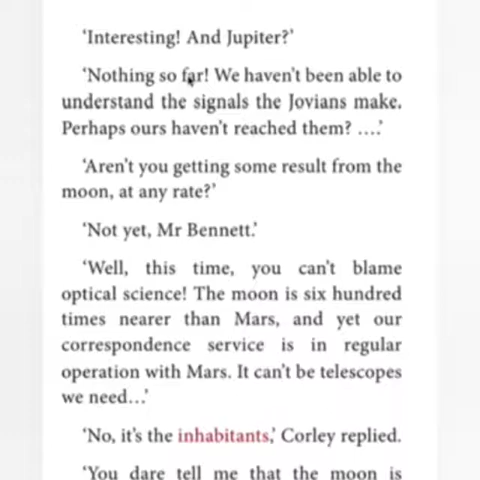 ‘Interesting! And Jupiter?’
‘Nothing so far! We haven’t been able to
understand the signals the Jovians make.
Perhaps ours haven’t reached them? ….’
‘Aren’t you getting some result from the
moon, at any rate?’
‘Not yet, Mr Bennett.’
‘Well, this time, you can’t blame
optical science! The moon is six hundred
times nearer than Mars, and yet our
correspondence service is in regular
operation with Mars. It can’t be telescopes
we need…’
‘No, it’s the inhabitants,’ Corley replied.
‘You dare tell me that the moon is